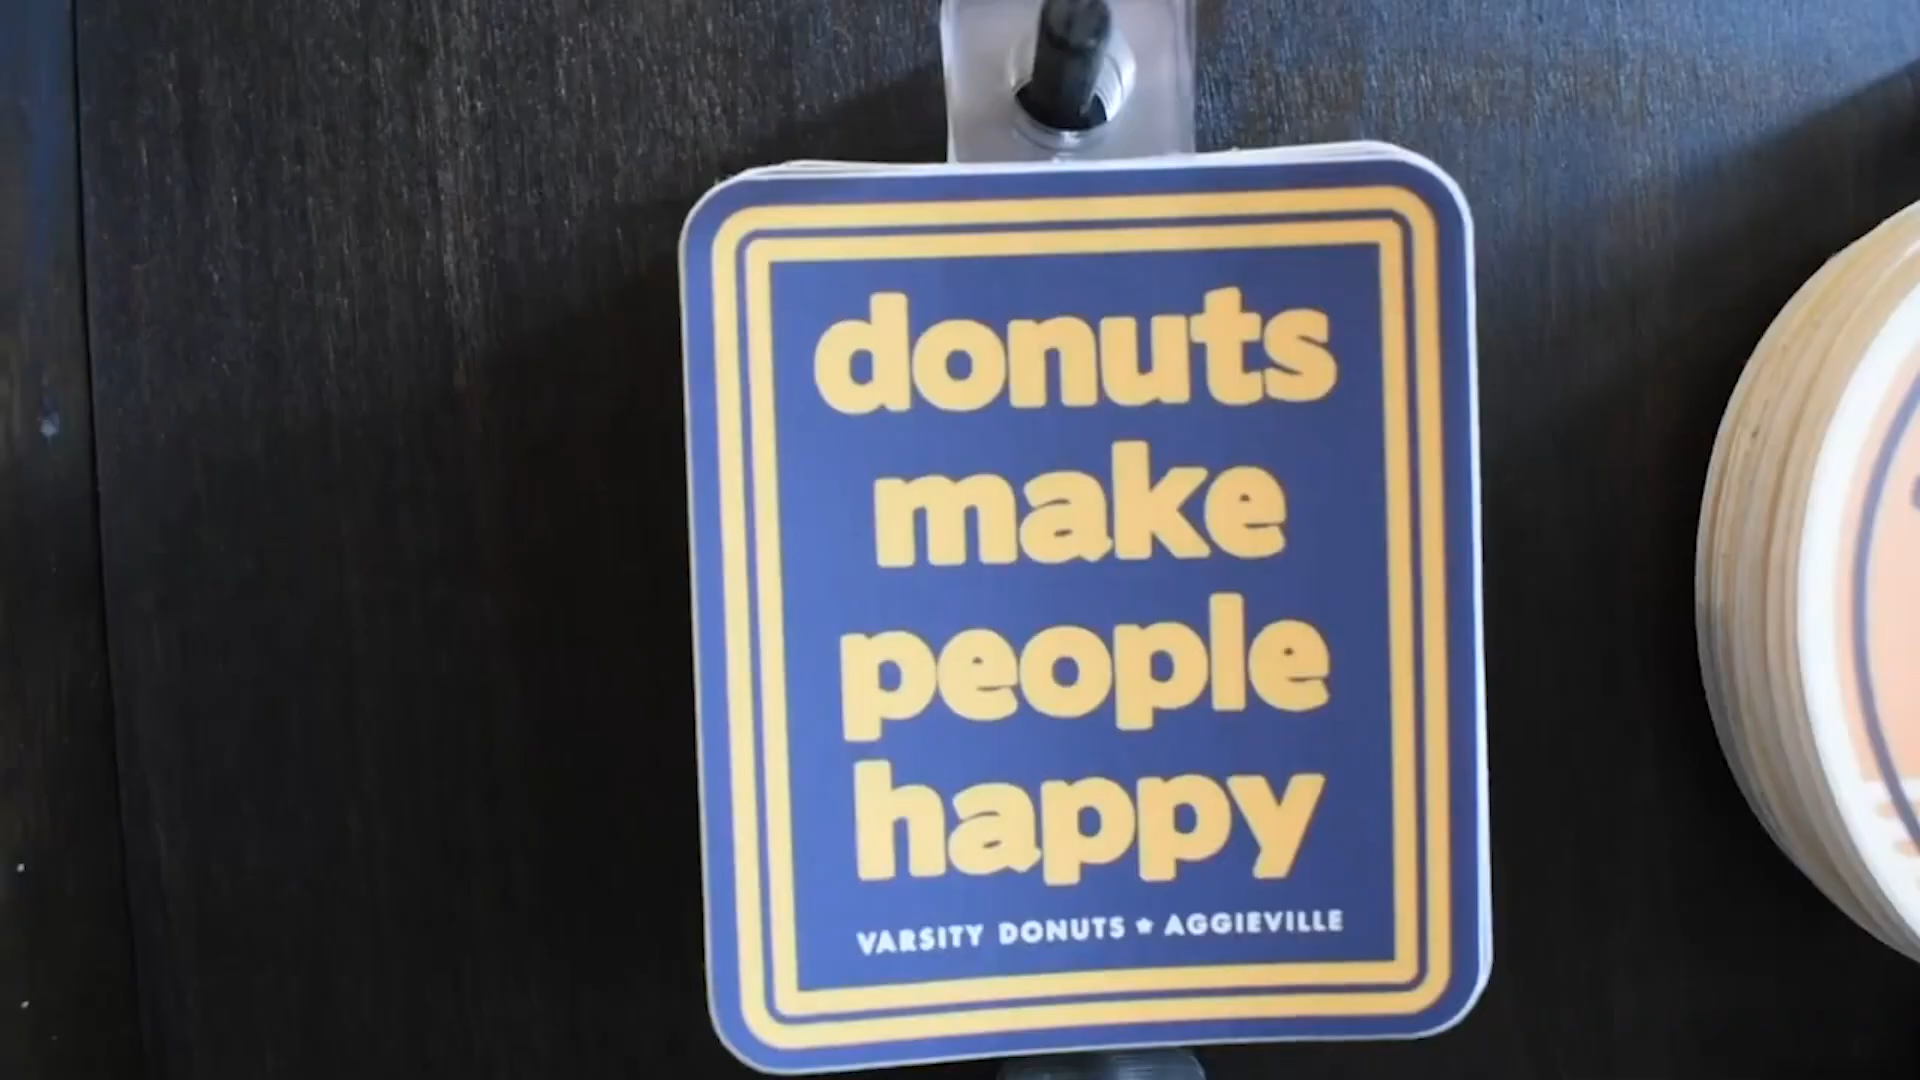 donuts
make
people
happy
VARSITY DONUTS ★ AGGIEVILLE